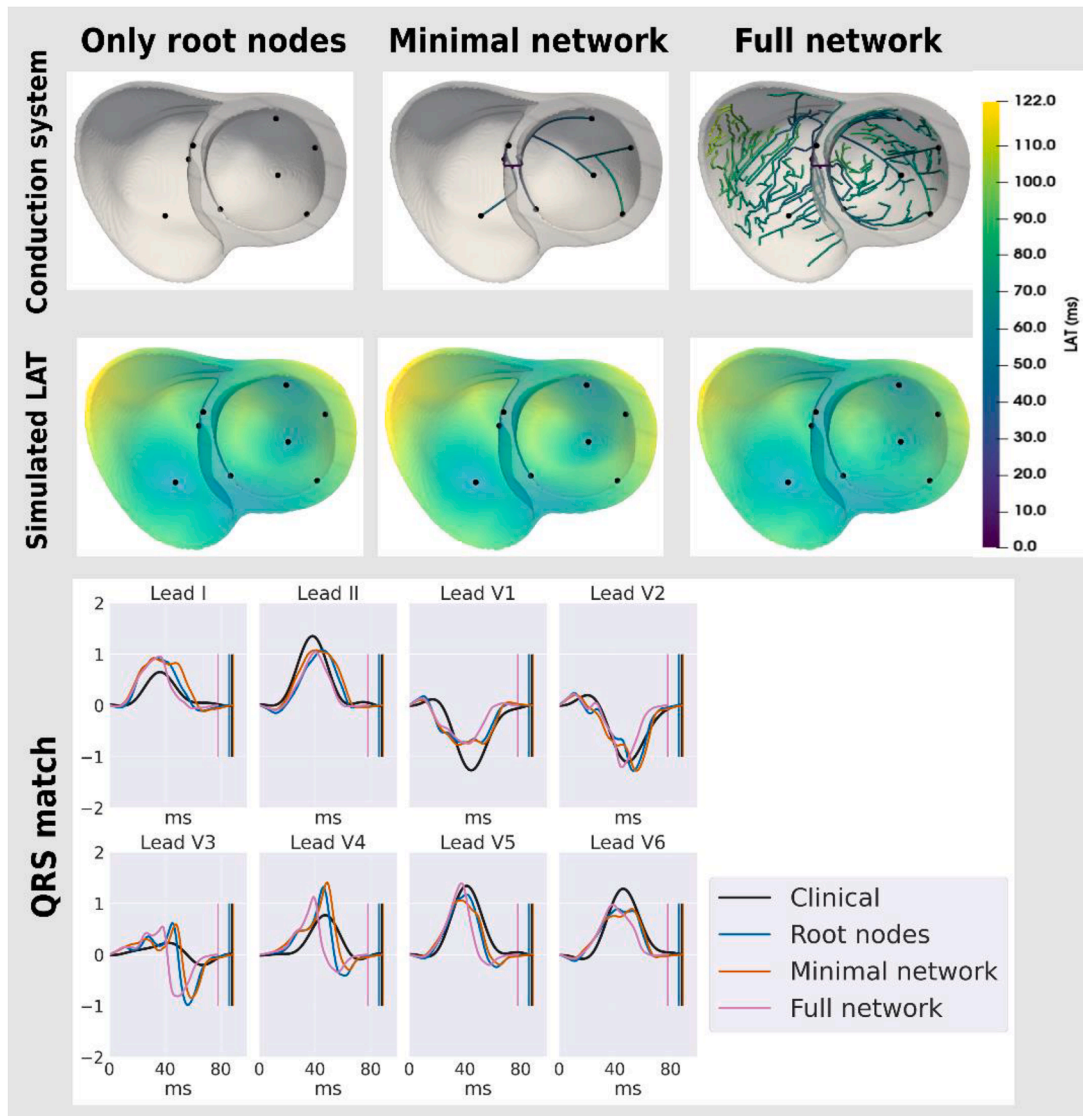 Only root nodes Minimal network Full network
Conduction system
122.0
110.0
100.0
90.0
80.0
70.0
60.0
50.0
40.0
30.0
20.0
10.0
0.0
LAT (ms)
Simulated LAT
QRS match
Lead I Lead II Lead V1 Lead V2
2
1
0
−1
−2
ms ms ms ms
Lead V3 Lead V4 Lead V5 Lead V6
2
1
0
−1
−2
0 40 80 0 40 80 0 40 80 0 40 80
ms ms ms ms
Clinical
Root nodes
Minimal network
Full network